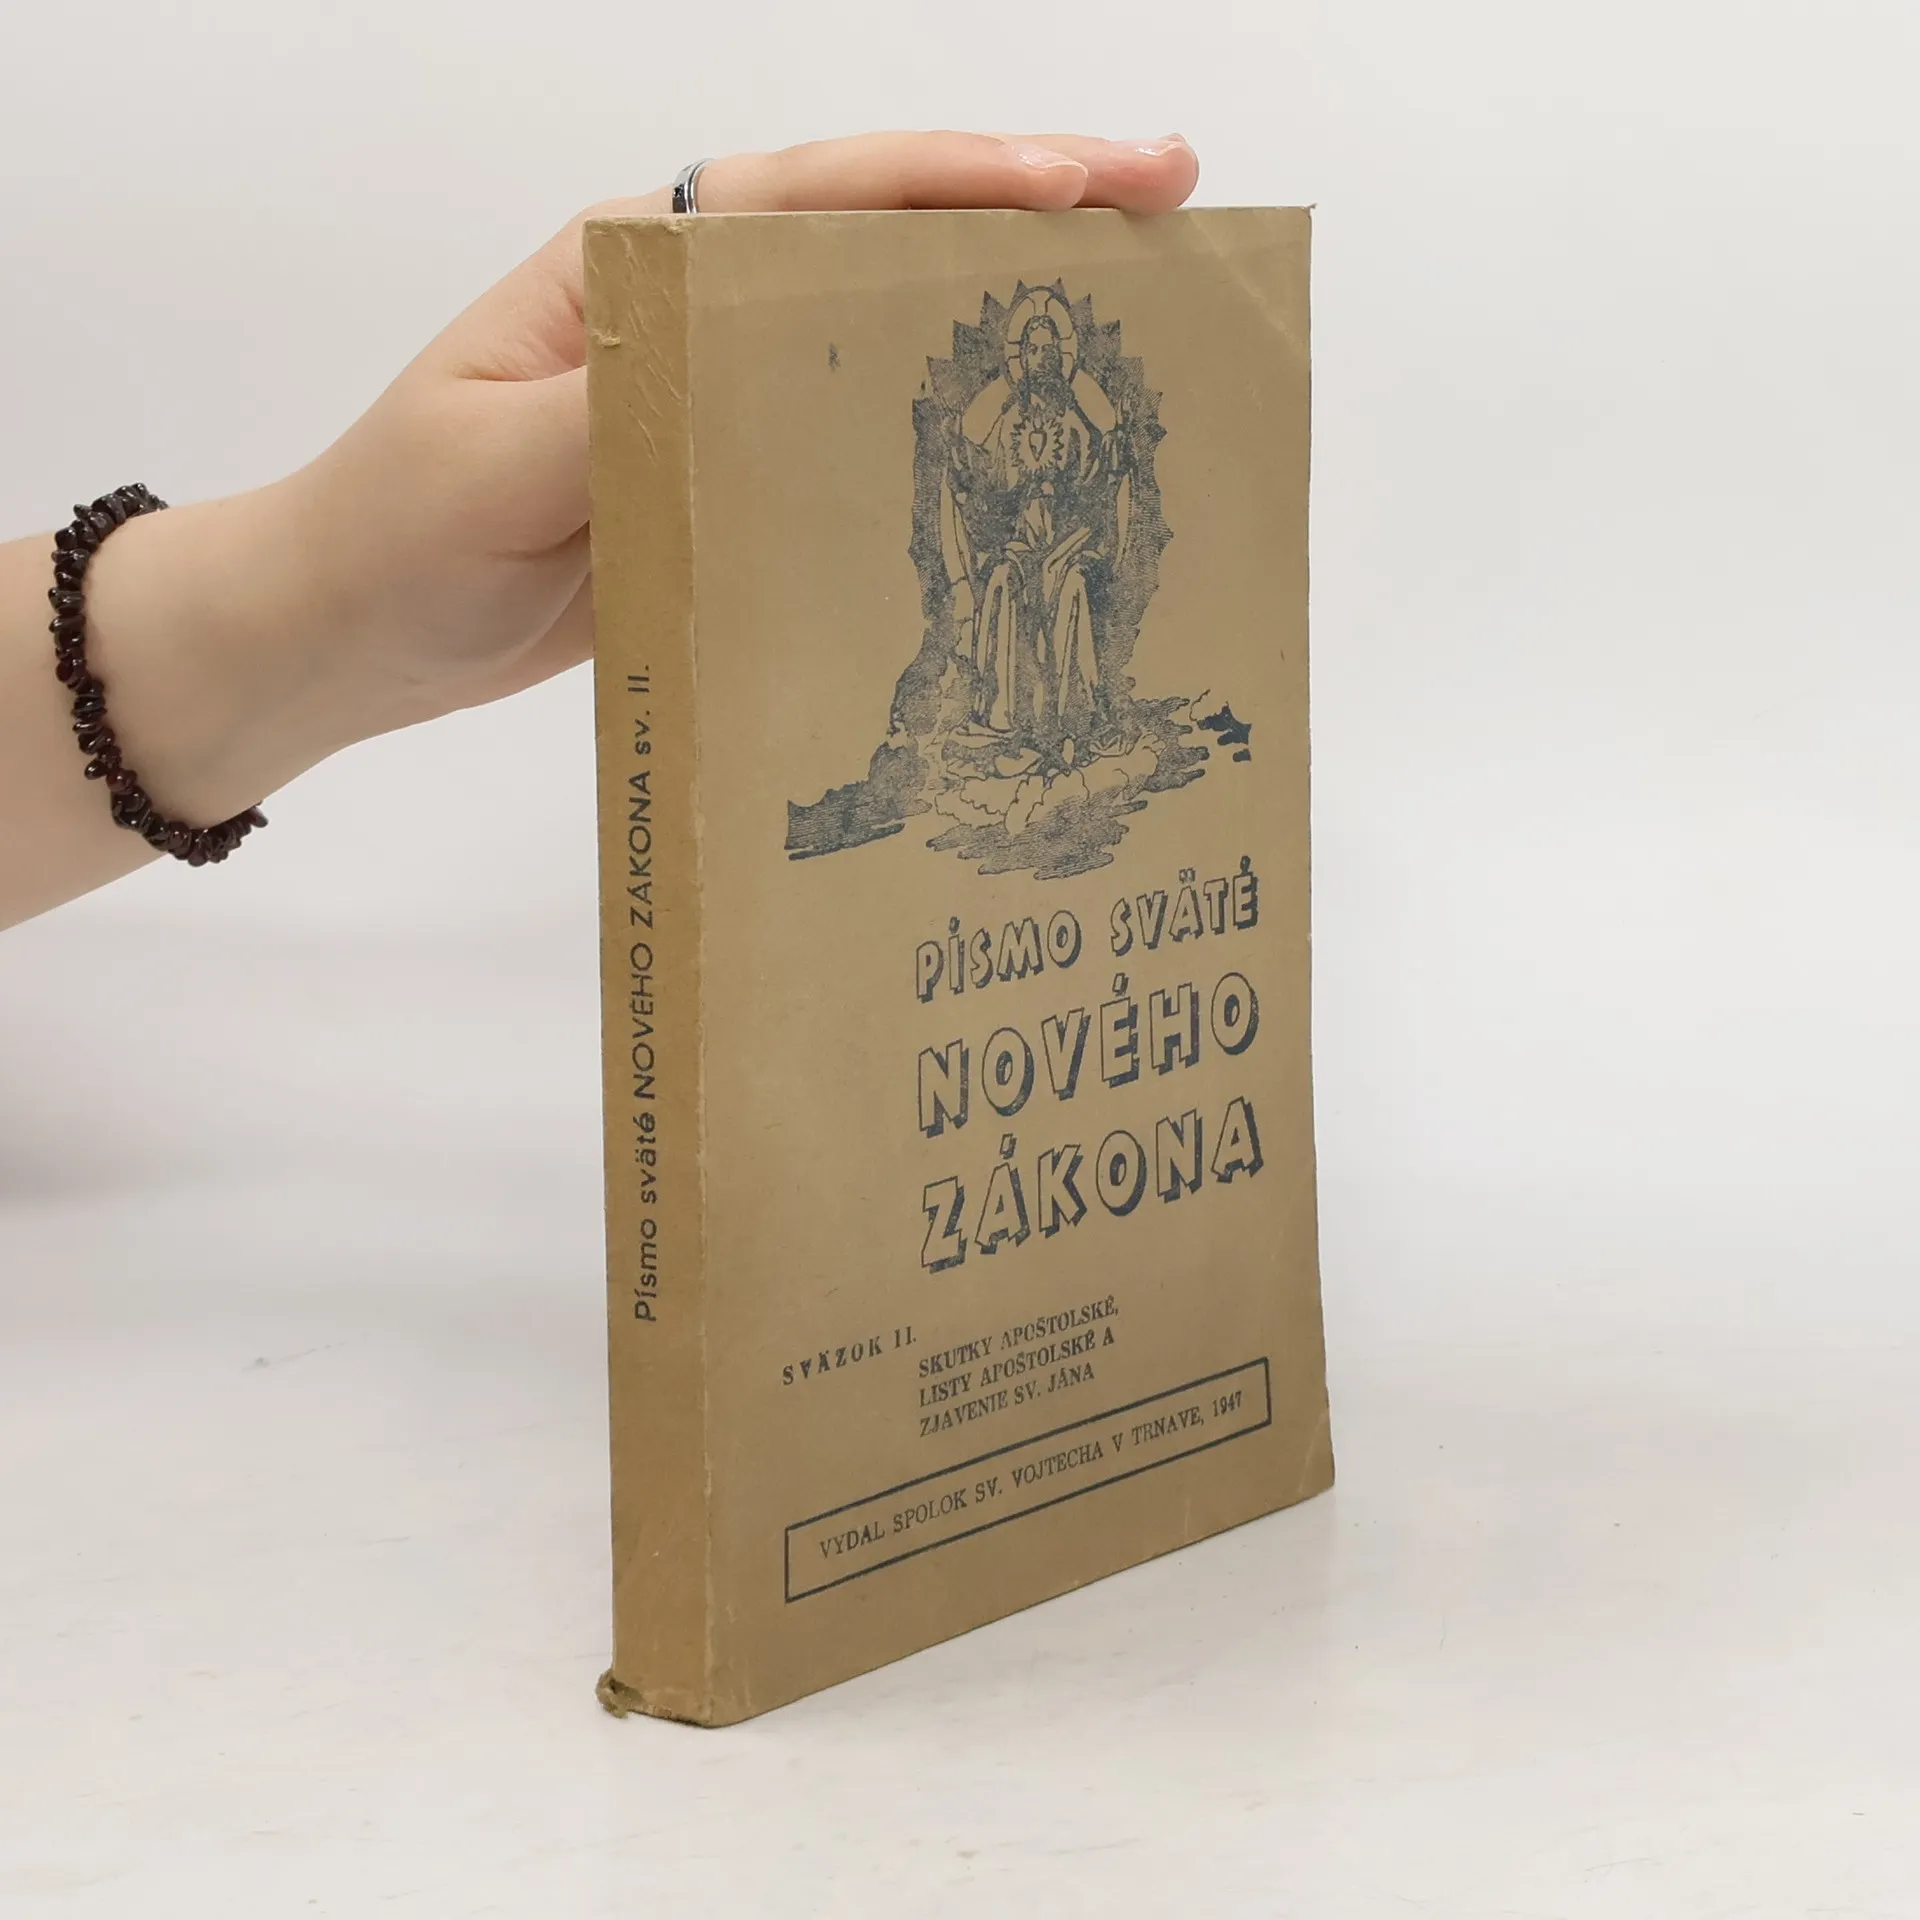 Písmo sväté NOVÉHO ZÁKONA sv. II.
PÍSMO SVÄTÉ
NOVÉHO
ZÁKONA
SVÄZOK II.
SKUTKY APOŠTOLSKÉ,
LISTY APOŠTOLSKÉ A
ZJAVENIE SV. JÁNA
VYDAL SPOLOK SV. VOJTECHA V TRNAVE, 1947